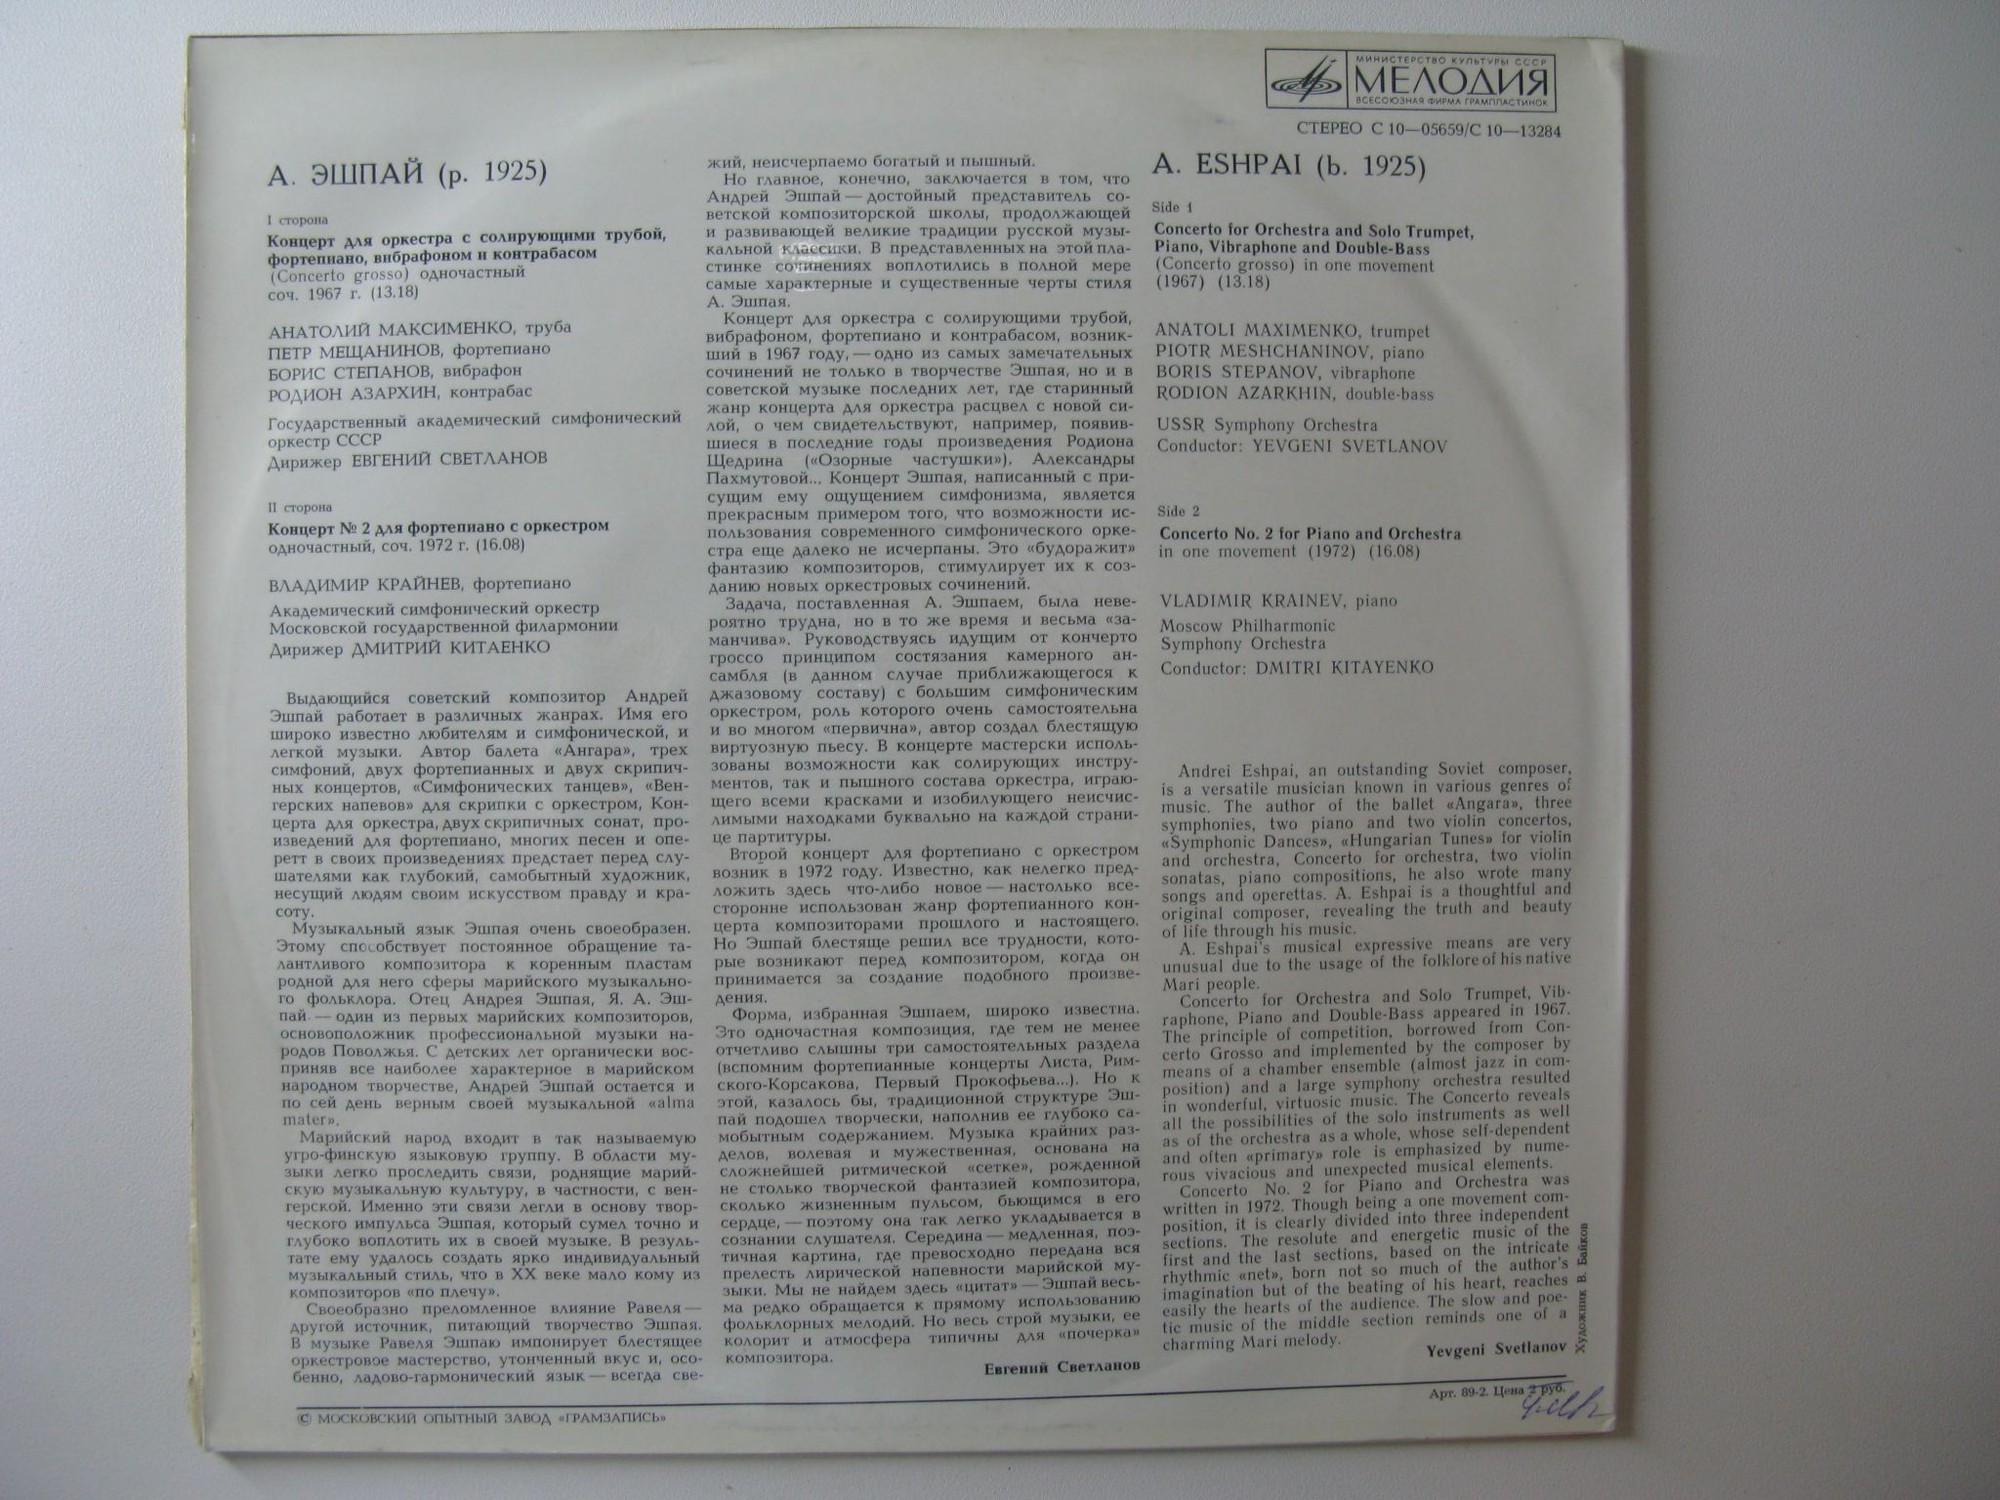 МИНИСТЕРСТВО КУЛЬТУРЫ СССР
МЕЛОДИЯ
ВСЕСОЮЗНАЯ ФИРМА ГРАМПЛАСТИНОК
СТЕРЕО С 10—05659/С 10—13284
А. ЭШПАЙ (р. 1925)
I сторона
Концерт для оркестра с солирующими трубой,
фортепиано, вибрафоном и контрабасом
(Concerto grosso) одночастный
соч. 1967 г. (13.18)
АНАТОЛИЙ МАКСИМЕНКО, труба
ПЕТР МЕЩАНИНОВ, фортепиано
БОРИС СТЕПАНОВ, вибрафон
РОДИОН АЗАРХИН, контрабас
Государственный академический симфонический
оркестр СССР
Дирижер ЕВГЕНИЙ СВЕТЛАНОВ
II сторона
Концерт № 2 для фортепиано с оркестром
одночастный, соч. 1972 г. (16.08)
ВЛАДИМИР КРАЙНЕВ, фортепиано
Академический симфонический оркестр
Московской государственной филармонии
Дирижер ДМИТРИЙ КИТАЕНКО
Выдающийся советский композитор Андрей
Эшпай работает в различных жанрах. Имя его
широко известно любителям и симфонической, и
легкой музыки. Автор балета «Ангара», трех
симфоний, двух фортепианных и двух скрипич-
ных концертов, «Симфонических танцев», «Вен-
герских напевов» для скрипки с оркестром, Кон-
церта для оркестра, двух скрипичных сонат, про-
изведений для фортепиано, многих песен и опе-
ретт в своих произведениях предстает перед слу-
шателями как глубокий, самобытный художник,
несущий людям своим искусством правду и кра-
соту.
Музыкальный язык Эшпая очень своеобразен.
Этому способствует постоянное обращение та-
лантливого композитора к коренным пластам
родной для него сферы марийского музыкально-
го фольклора. Отец Андрея Эшпая, Я. А. Эш-
пай — один из первых марийских композиторов,
основоположник профессиональной музыки на-
родов Поволжья. С детских лет органически вос-
приняв все наиболее характерное в марийском
народном творчестве, Андрей Эшпай остается и
по сей день верным своей музыкальной «alma
mater».
Марийский народ входит в так называемую
угро-финскую языковую группу. В области му-
зыки легко проследить связи, роднящие марий-
скую музыкальную культуру, в частности, с вен-
герской. Именно эти связи легли в основу твор-
ческого импульса Эшпая, который сумел точно и
глубоко воплотить их в своей музыке. В резуль-
тате ему удалось создать ярко индивидуальный
музыкальный стиль, что в XX веке мало кому из
композиторов «по плечу».
Своеобразно преломленное влияние Равеля —
другой источник, питающий творчество Эшпая.
В музыке Равеля Эшпаю импонирует блестящее
оркестровое мастерство, утонченный вкус и, осо-
бенно, ладово-гармонический язык — всегда све-
жий, неисчерпаемо богатый и пышный.
Но главное, конечно, заключается в том, что
Андрей Эшпай — достойный представитель со-
ветской композиторской школы, продолжающей
и развивающей великие традиции русской музы-
кальной классики. В представленных на этой пла-
стинке сочинениях воплотились в полной мере
самые характерные и существенные черты стиля
А. Эшпая.
Концерт для оркестра с солирующими трубой,
вибрафоном, фортепиано и контрабасом, возник-
ший в 1967 году, — одно из самых замечательных
сочинений не только в творчестве Эшпая, но и в
советской музыке последних лет, где старинный
жанр концерта для оркестра расцвел с новой си-
лой, о чем свидетельствуют, например, появив-
шиеся в последние годы произведения Родиона
Щедрина («Озорные частушки»), Александры
Пахмутовой... Концерт Эшпая, написанный с при-
сущим ему ощущением симфонизма, является
прекрасным примером того, что возможности ис-
пользования современного симфонического орке-
стра еще далеко не исчерпаны. Это «будоражит»
фантазию композиторов, стимулирует их к соз-
данию новых оркестровых сочинений.
Задача, поставленная А. Эшпаем, была неве-
роятно трудна, но в то же время и весьма «за-
манчива». Руководствуясь идущим от кончерто
гроссо принципом состязания камерного ан-
самбля (в данном случае приближающегося к
джазовому составу) с большим симфоническим
оркестром, роль которого очень самостоятельна
и во многом «первична», автор создал блестящую
виртуозную пьесу. В концерте мастерски исполь-
зованы возможности как солирующих инстру-
ментов, так и пышного состава оркестра, играю-
щего всеми красками и изобилующего неисчис-
лимыми находками буквально на каждой страни-
це партитуры.
Второй концерт для фортепиано с оркестром
возник в 1972 году. Известно, как нелегко пред-
ложить здесь что-либо новое — настолько все-
сторонне использован жанр фортепианного кон-
церта композиторами прошлого и настоящего.
Но Эшпай блестяще решил все трудности, кото-
рые возникают перед композитором, когда он
принимается за создание подобного произве-
дения.
Форма, избранная Эшпаем, широко известна.
Это одночастная композиция, где тем не менее
отчетливо слышны три самостоятельных раздела
(вспомним фортепианные концерты Листа, Рим-
ского-Корсакова, Первый Прокофьева...). Но к
этой, казалось бы, традиционной структуре Эш-
пай подошел творчески, наполнив ее глубоко са-
мобытным содержанием. Музыка крайних раз-
делов, волевая и мужественная, основана на
сложнейшей ритмической «сетке», рожденной
не столько творческой фантазией композитора,
сколько жизненным пульсом, бьющимся в его
сердце, — поэтому она так легко укладывается в
сознании слушателя. Середина — медленная, поэ-
тичная картина, где превосходно передана вся
прелесть лирической напевности марийской му-
зыки. Мы не найдем здесь «цитат» — Эшпай весь-
ма редко обращается к прямому использованию
фольклорных мелодий. Но весь строй музыки, ее
колорит и атмосфера типичны для «почерка»
композитора.
Евгений Светланов
A. ESHPAI (b. 1925)
Side 1
Concerto for Orchestra and Solo Trumpet,
Piano, Vibraphone and Double-Bass
(Concerto grosso) in one movement
(1967) (13.18)
ANATOLI MAXIMENKO, trumpet
PIOTR MESHCHANINOV, piano
BORIS STEPANOV, vibraphone
RODION AZARKHIN, double-bass
USSR Symphony Orchestra
Conductor: YEVGENI SVETLANOV
Side 2
Concerto No. 2 for Piano and Orchestra
in one movement (1972) (16.08)
VLADIMIR KRAINEV, piano
Moscow Philharmonic
Symphony Orchestra
Conductor: DMITRI KITAYENKO
Andrei Eshpai, an outstanding Soviet composer,
is a versatile musician known in various genres of
music. The author of the ballet «Angara», three
symphonies, two piano and two violin concertos,
«Symphonic Dances», «Hungarian Tunes» for violin
and orchestra, Concerto for orchestra, two violin
sonatas, piano compositions, he also wrote many
songs and operettas. A. Eshpai is a thoughtful and
original composer, revealing the truth and beauty
of life through his music.
A. Eshpai's musical expressive means are very
unusual due to the usage of the folklore of his native
Mari people.
Concerto for Orchestra and Solo Trumpet, Vib-
raphone, Piano and Double-Bass appeared in 1967.
The principle of competition, borrowed from Con-
certo Grosso and implemented by the composer by
means of a chamber ensemble (almost jazz in com-
position) and a large symphony orchestra resulted
in wonderful, virtuosic music. The Concerto reveals
all the possibilities of the solo instruments as well
as of the orchestra as a whole, whose self-dependent
and often «primary» role is emphasized by nume-
rous vivacious and unexpected musical elements.
Concerto No. 2 for Piano and Orchestra was
written in 1972. Though being a one movement com-
position, it is clearly divided into three independent
sections. The resolute and energetic music of the
first and the last sections, based on the intricate
rhythmic «net», born not so much of the author's
imagination but of the beating of his heart, reaches
easily the hearts of the audience. The slow and poe-
tic music of the middle section reminds one of a
charming Mari melody.
Yevgeni Svetlanov
Художник В. Байков
Арт. 89-2. Цена 2 руб.
© МОСКОВСКИЙ ОПЫТНЫЙ ЗАВОД «ГРАМЗАПИСЬ»